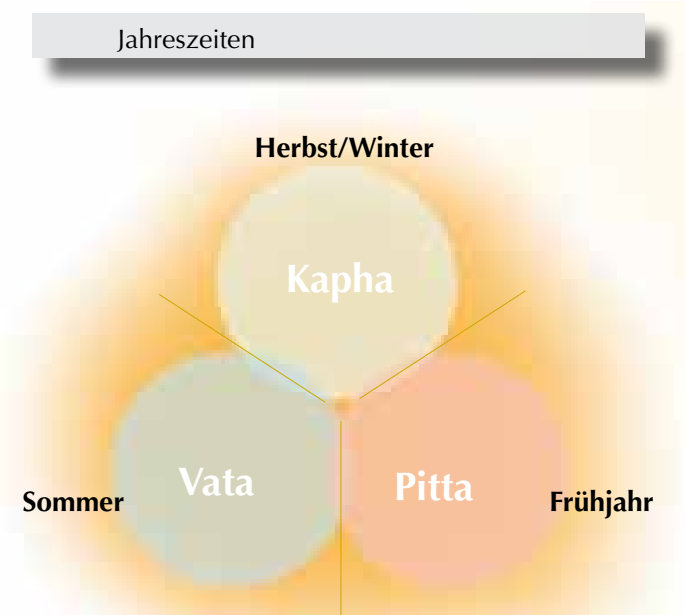 Jahreszeiten
Herbst/Winter
Kapha
Vata
Pitta
Sommer
Frühjahr